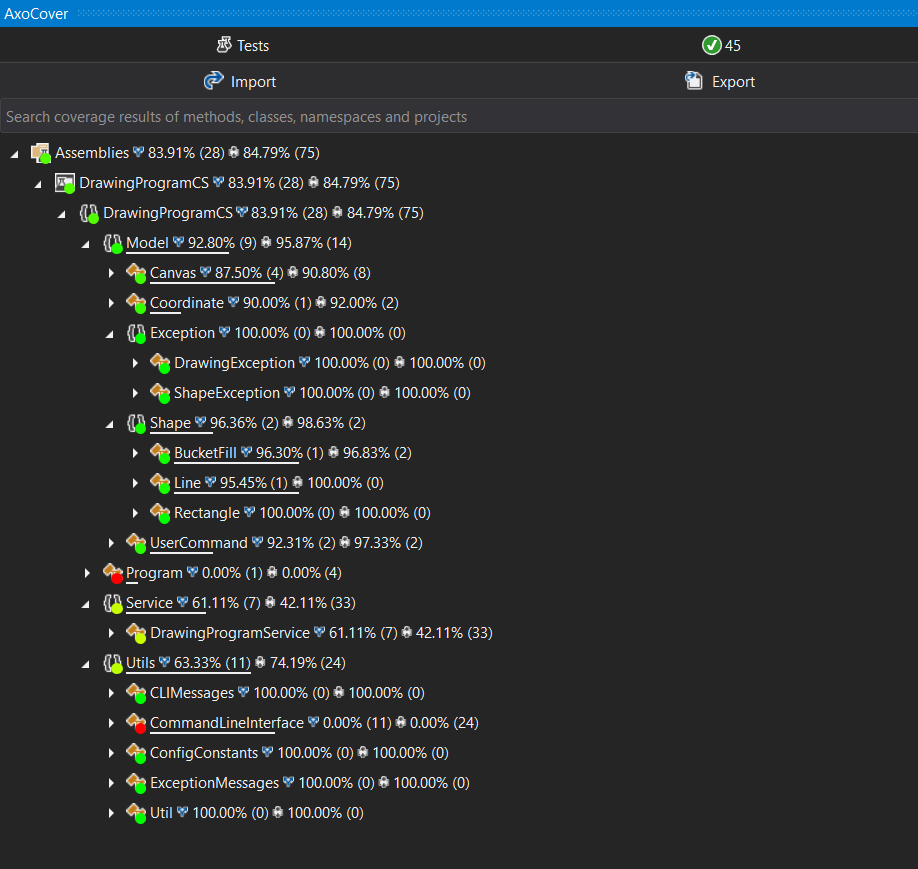 AxoCover
Tests 45
Import Export
Search coverage results of methods, classes, namespaces and projects
Assemblies 83.91% (28) 84.79% (75)
DrawingProgramCS 83.91% (28) 84.79% (75)
DrawingProgramCS 83.91% (28) 84.79% (75)
Model 92.80% (9) 95.87% (14)
Canvas 87.50% (4) 90.80% (8)
Coordinate 90.00% (1) 92.00% (2)
Exception 100.00% (0) 100.00% (0)
DrawingException 100.00% (0) 100.00% (0)
ShapeException 100.00% (0) 100.00% (0)
Shape 96.36% (2) 98.63% (2)
BucketFill 96.30% (1) 96.83% (2)
Line 95.45% (1) 100.00% (0)
Rectangle 100.00% (0) 100.00% (0)
UserCommand 92.31% (2) 97.33% (2)
Program 0.00% (1) 0.00% (4)
Service 61.11% (7) 42.11% (33)
DrawingProgramService 61.11% (7) 42.11% (33)
Utils 63.33% (11) 74.19% (24)
CLIMessages 100.00% (0) 100.00% (0)
CommandLineInterface 0.00% (11) 0.00% (24)
ConfigConstants 100.00% (0) 100.00% (0)
ExceptionMessages 100.00% (0) 100.00% (0)
Util 100.00% (0) 100.00% (0)